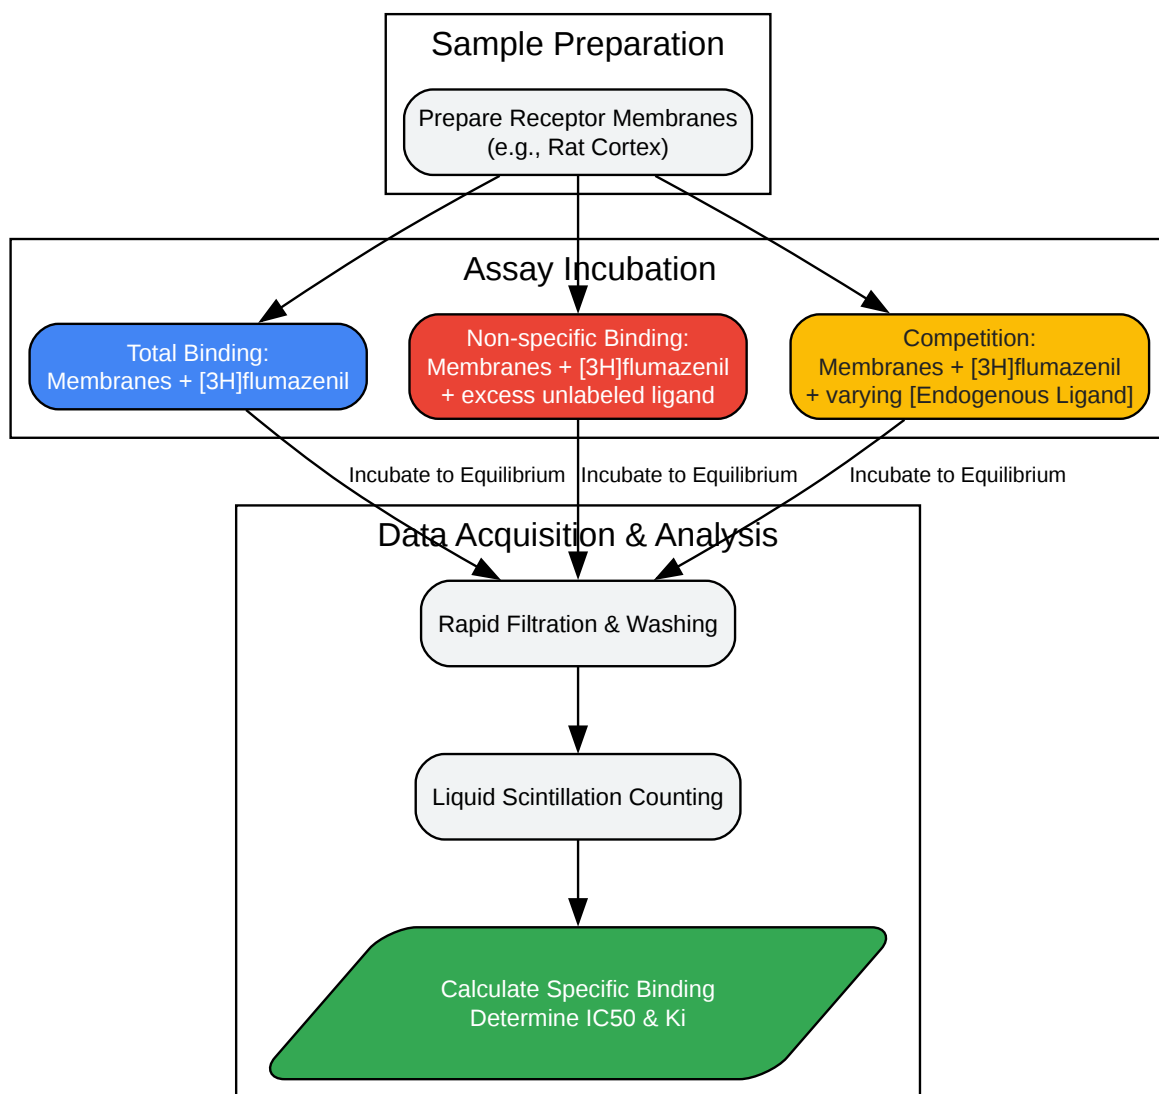 Sample Preparation
Prepare Receptor Membranes
(e.g., Rat Cortex)
Assay Incubation
Total Binding:
Membranes + [3H]flumazenil
Non-specific Binding:
Membranes + [3H]flumazenil
+ excess unlabeled ligand
Competition:
Membranes + [3H]flumazenil
+ varying [Endogenous Ligand]
Incubate to Equilibrium
Incubate to Equilibrium
Incubate to Equilibrium
Data Acquisition & Analysis
Rapid Filtration & Washing
Liquid Scintillation Counting
Calculate Specific Binding
Determine IC50 & Ki